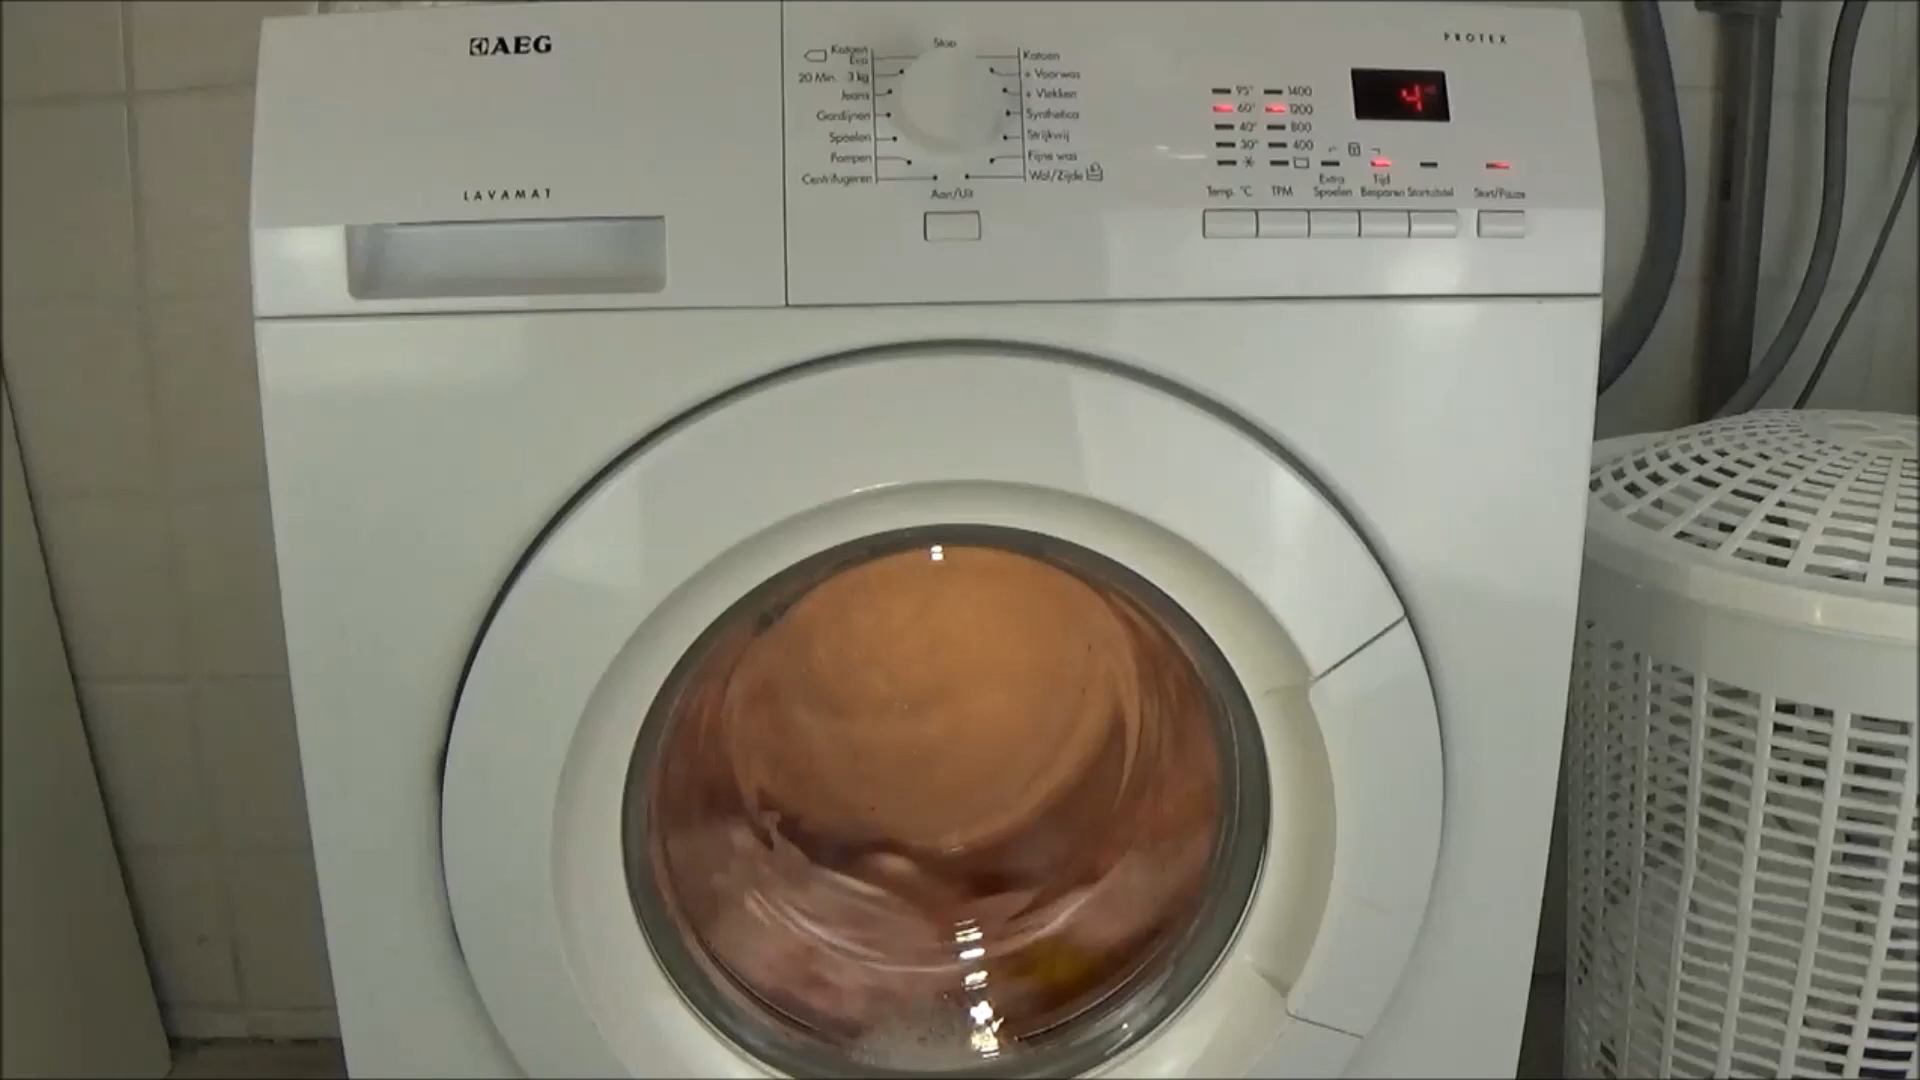 AEG
LAVAMAT
Stop
Katoen
Eco
20 Min. 3 kg
Jeans
Gordijnen
Spoelen
Pompen
Centrifugeren
Katoen
+ Voorwas
+ Vlekken
Synthetica
Strijkvrij
Fijne was
Wol/Zijde
Aan/Uit
PROTEX
95° 1400
60° 1200
40° 800
30° 400
4
Temp. °C
TPM
Extra
Spoelen
Tijd
Besparen
Startuitstel
Start/Pauze